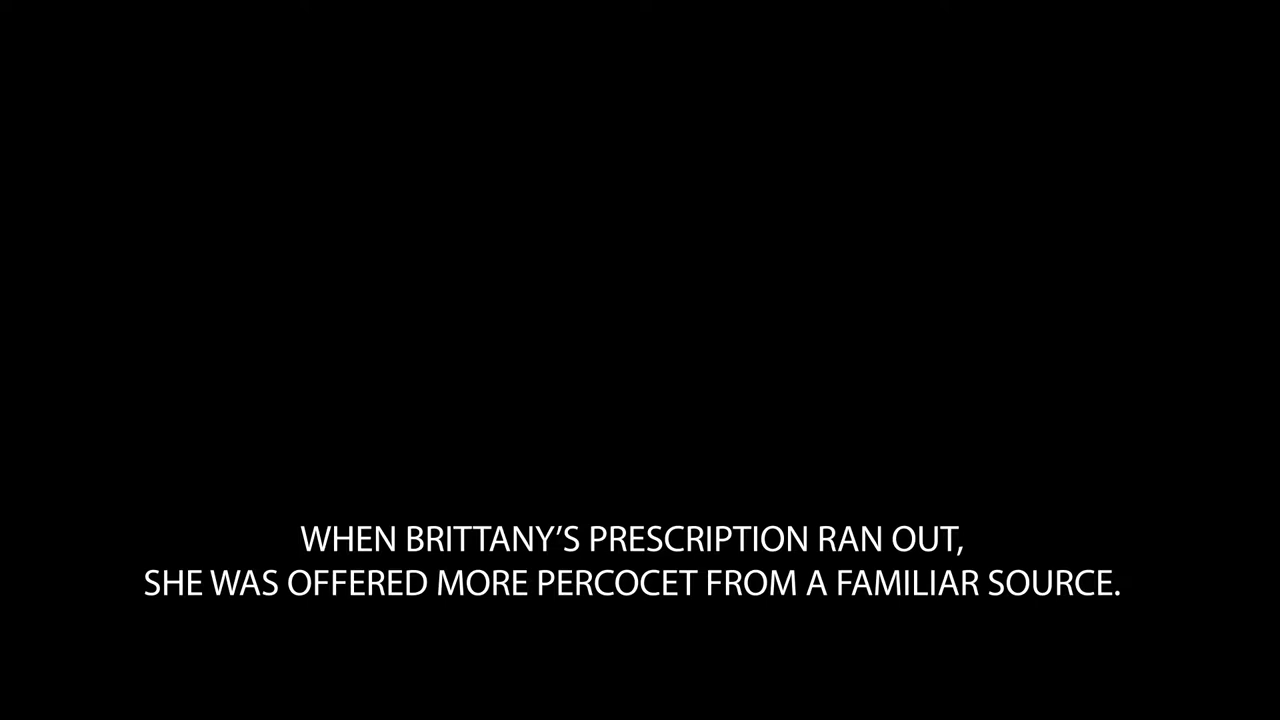 WHEN BRITTANY’S PRESCRIPTION RAN OUT,
SHE WAS OFFERED MORE PERCOCET FROM A FAMILIAR SOURCE.